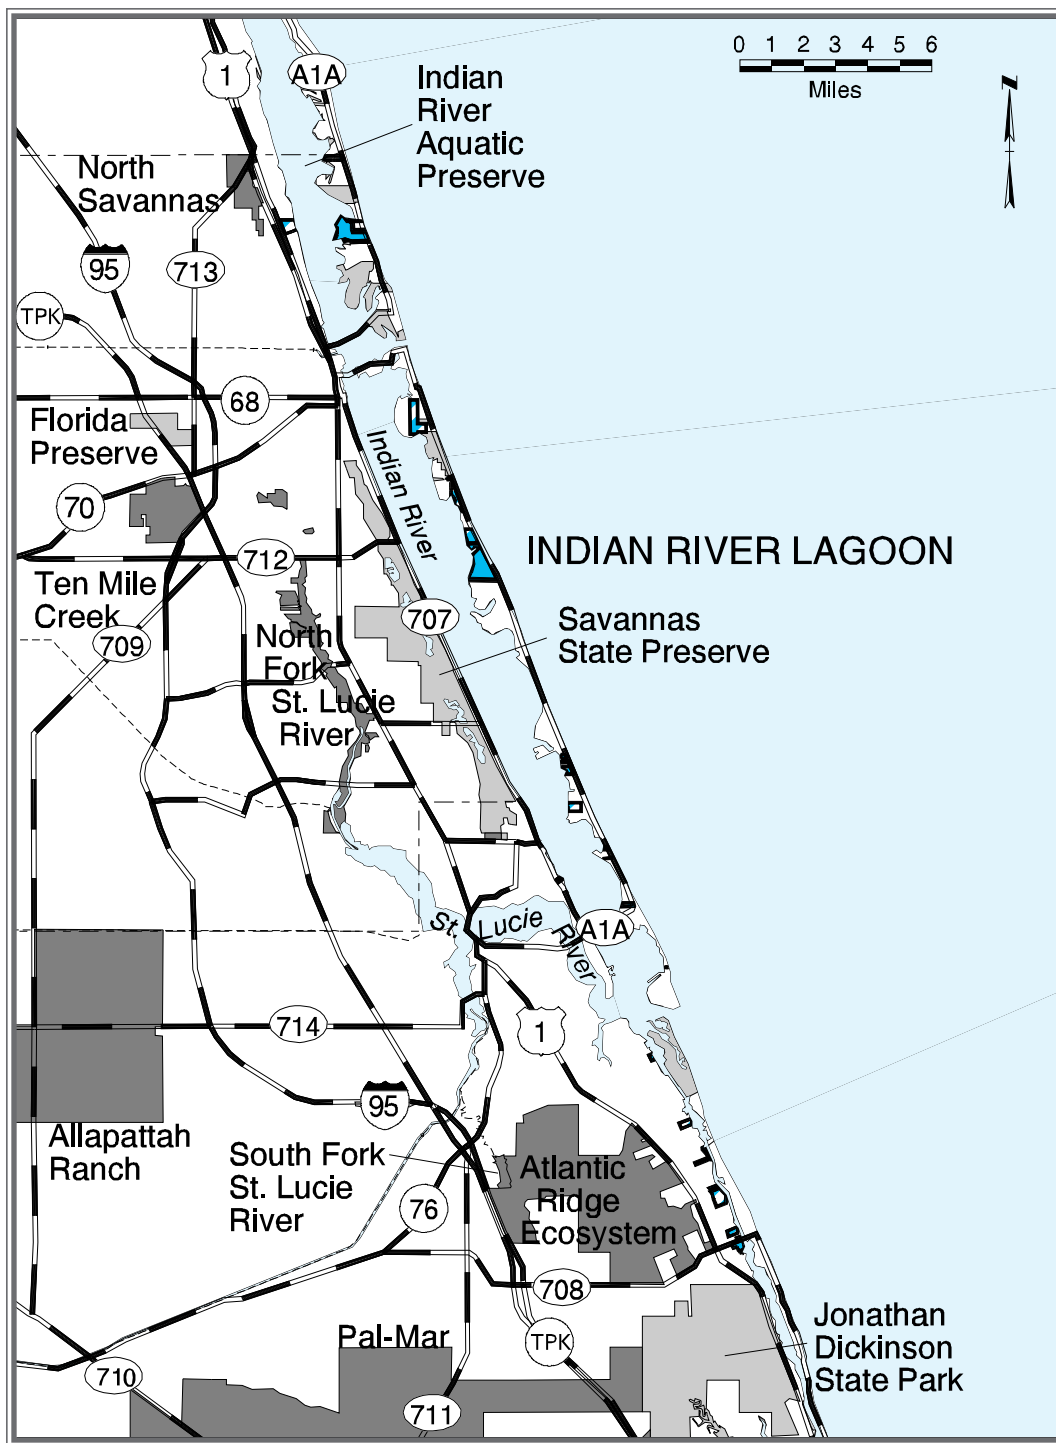 0 1 2 3 4 5 6
Miles
N
1
A1A
Indian
River
Aquatic
Preserve
North
Savannas
95
713
TPK
68
Florida
Preserve
Indian River
70
712
INDIAN RIVER LAGOON
Ten Mile
Creek
709
707
Savannas
State Preserve
North
Fork
St. Lucie
River
St. Lucie
River
A1A
714
1
95
Allapattah
Ranch
South Fork
St. Lucie
River
76
Atlantic
Ridge
Ecosystem
708
Jonathan
Dickinson
State Park
Pal-Mar
TPK
710
711